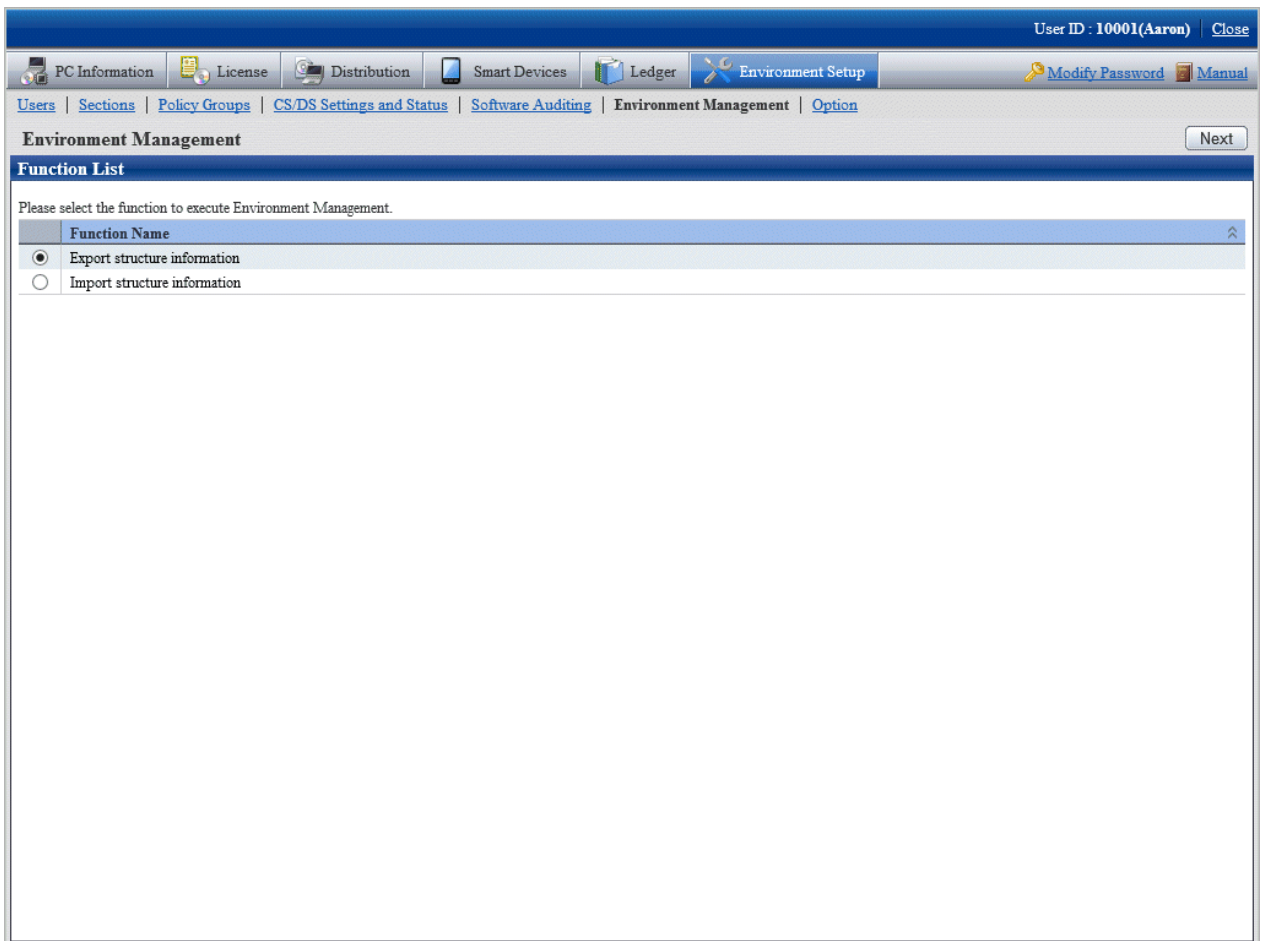 User ID : 10001(Aaron) Close
PC Information License Distribution Smart Devices Ledger Environment Setup Modify Password Manual
Users | Sections | Policy Groups | CS/DS Settings and Status | Software Auditing | Environment Management | Option
Environment Management Next
Function List
Please select the function to execute Environment Management.
Function Name
Export structure information
Import structure information